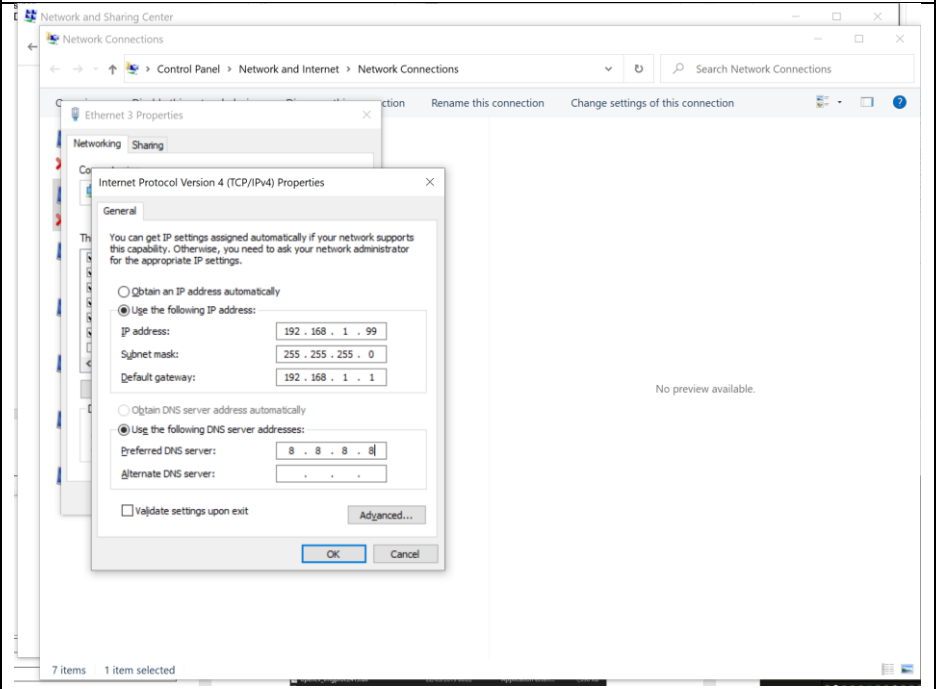 Network and Sharing Center
Network Connections
Control Panel > Network and Internet > Network Connections
Search Network Connections
Rename this connection
Change settings of this connection
Ethernet 3 Properties
Networking
Sharing
Internet Protocol Version 4 (TCP/IPv4) Properties
General
You can get IP settings assigned automatically if your network supports
this capability. Otherwise, you need to ask your network administrator
for the appropriate IP settings.
Obtain an IP address automatically
Use the following IP address:
IP address: 192 . 168 . 1 . 99
Subnet mask: 255 . 255 . 255 . 0
Default gateway: 192 . 168 . 1 . 1
Obtain DNS server address automatically
Use the following DNS server addresses:
Preferred DNS server: 8 . 8 . 8 . 8
Alternate DNS server: . . .
Validate settings upon exit
Advanced...
OK
Cancel
No preview available.
7 items
1 item selected